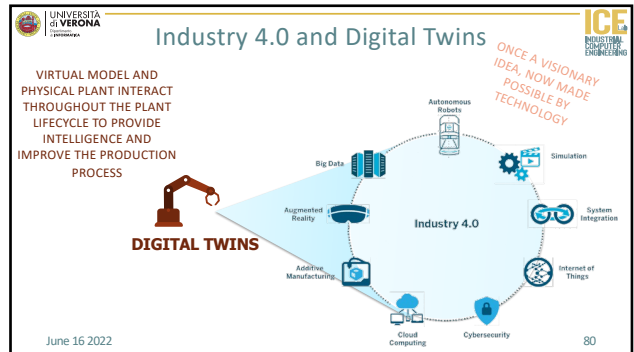 UNIVERSITÀ
di VERONA
Dipartimento
di INFORMATICA
Industry 4.0 and Digital Twins
ICE
INDUSTRIAL
COMPUTER
ENGINEERING
ONCE A VISIONARY
IDEA, NOW MADE
POSSIBLE BY
TECHNOLOGY
VIRTUAL MODEL AND
PHYSICAL PLANT INTERACT
THROUGHOUT THE PLANT
LIFECYCLE TO PROVIDE
INTELLIGENCE AND
IMPROVE THE PRODUCTION
PROCESS
DIGITAL TWINS
Autonomous
Robots
Big Data
Simulation
Augmented
Reality
Industry 4.0
System
Integration
Additive
Manufacturing
Internet of
Things
Cloud
Computing
Cybersecurity
June 16 2022
80